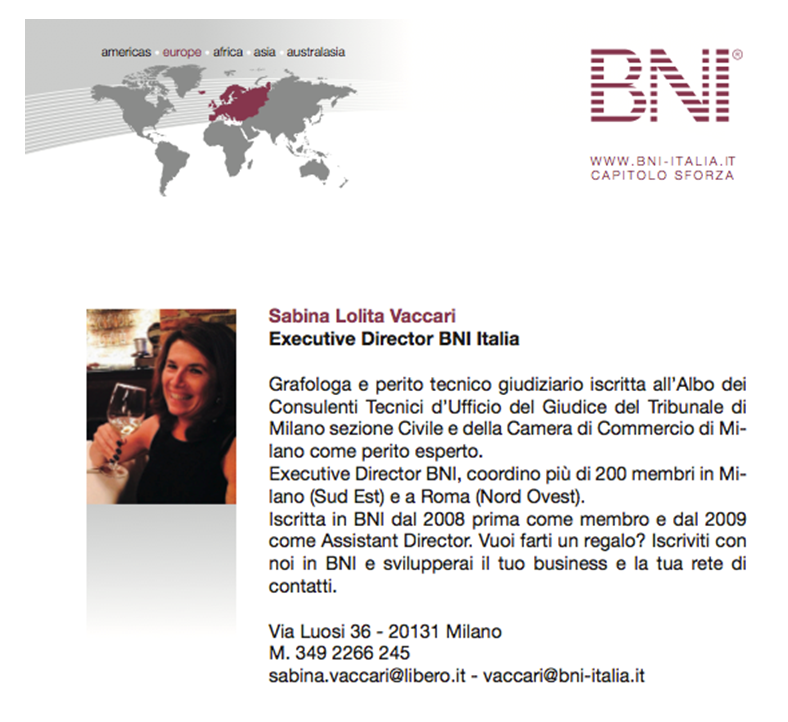 americas • europe • africa • asia • australasia
BNI®
WWW.BNI-ITALIA.IT
CAPITOLO SFORZA
Sabina Lolita Vaccari
Executive Director BNI Italia
Grafologa e perito tecnico giudiziario iscritta all'Albo dei
Consulenti Tecnici d'Ufficio del Giudice del Tribunale di
Milano sezione Civile e della Camera di Commercio di Mi-
lano come perito esperto.
Executive Director BNI, coordino più di 200 membri in Mi-
lano (Sud Est) e a Roma (Nord Ovest).
Iscritta in BNI dal 2008 prima come membro e dal 2009
come Assistant Director. Vuoi farti un regalo? Iscriviti con
noi in BNI e svilupperai il tuo business e la tua rete di
contatti.
Via Luosi 36 - 20131 Milano
M. 349 2266 245
sabina.vaccari@libero.it - vaccari@bni-italia.it